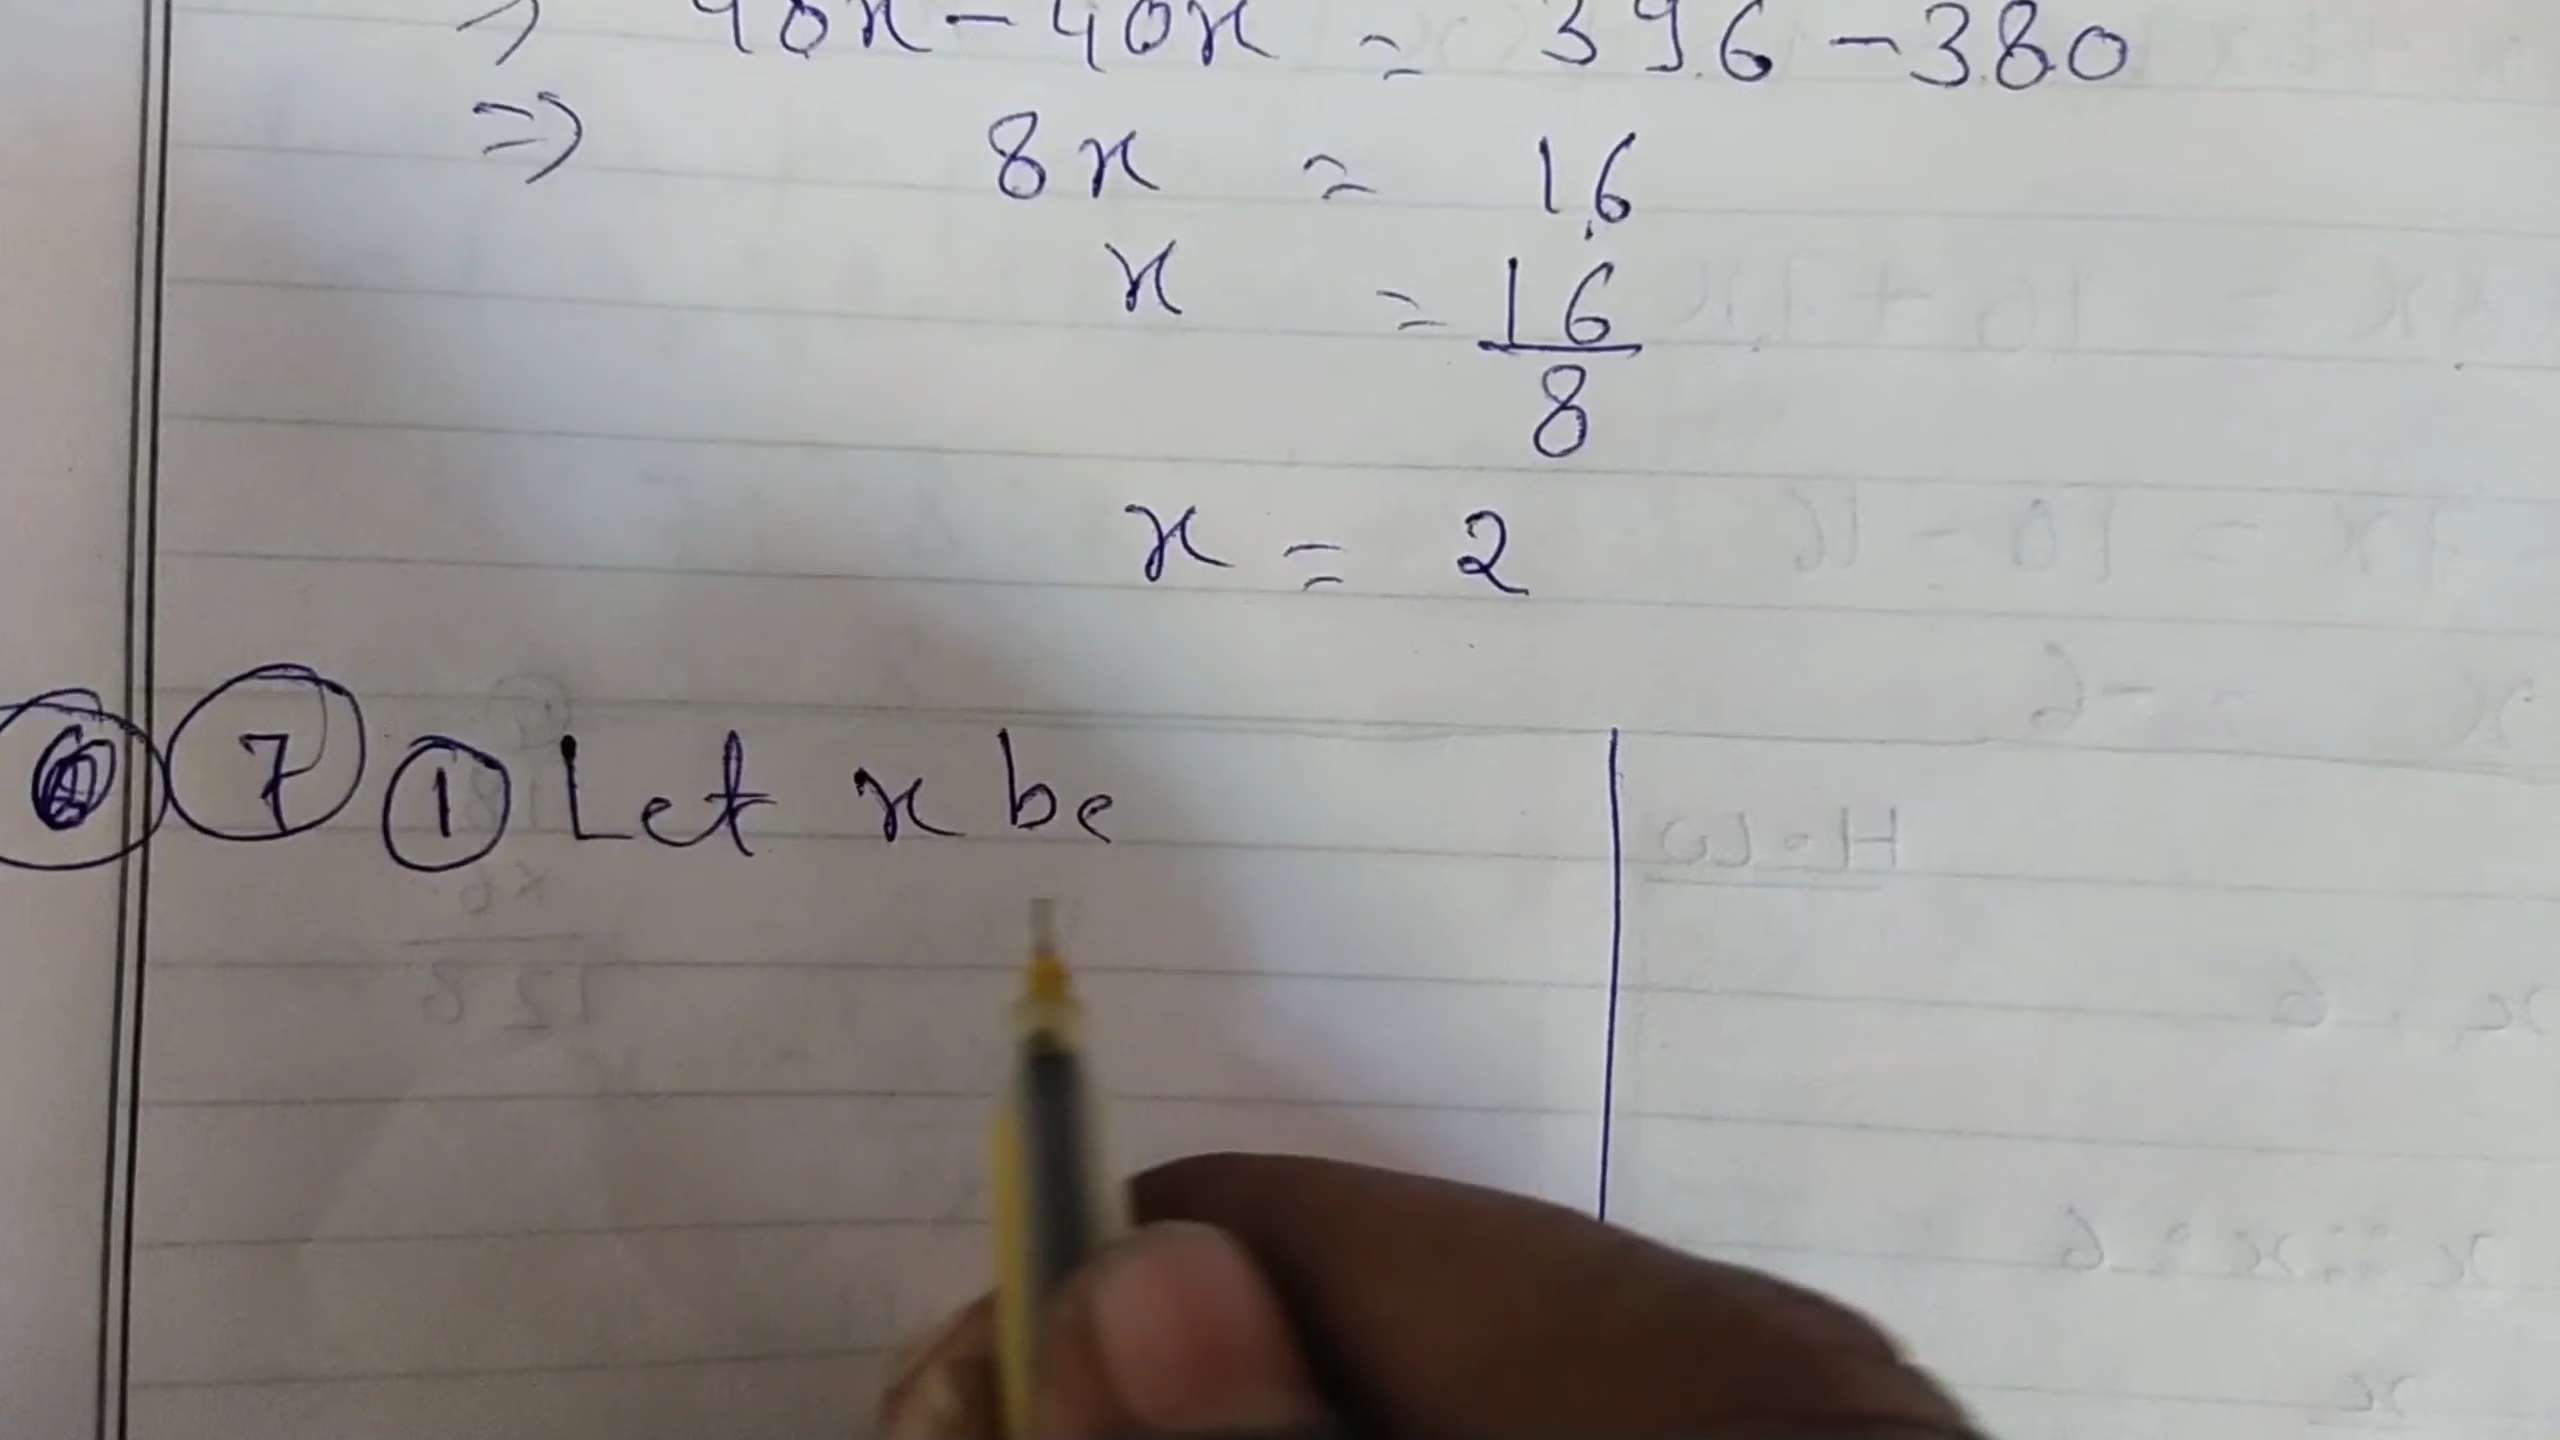 ⇒ 48x - 40x = 396 - 380
⇒ 8x = 16
x = 16/8
x = 2
7 1 Let x be